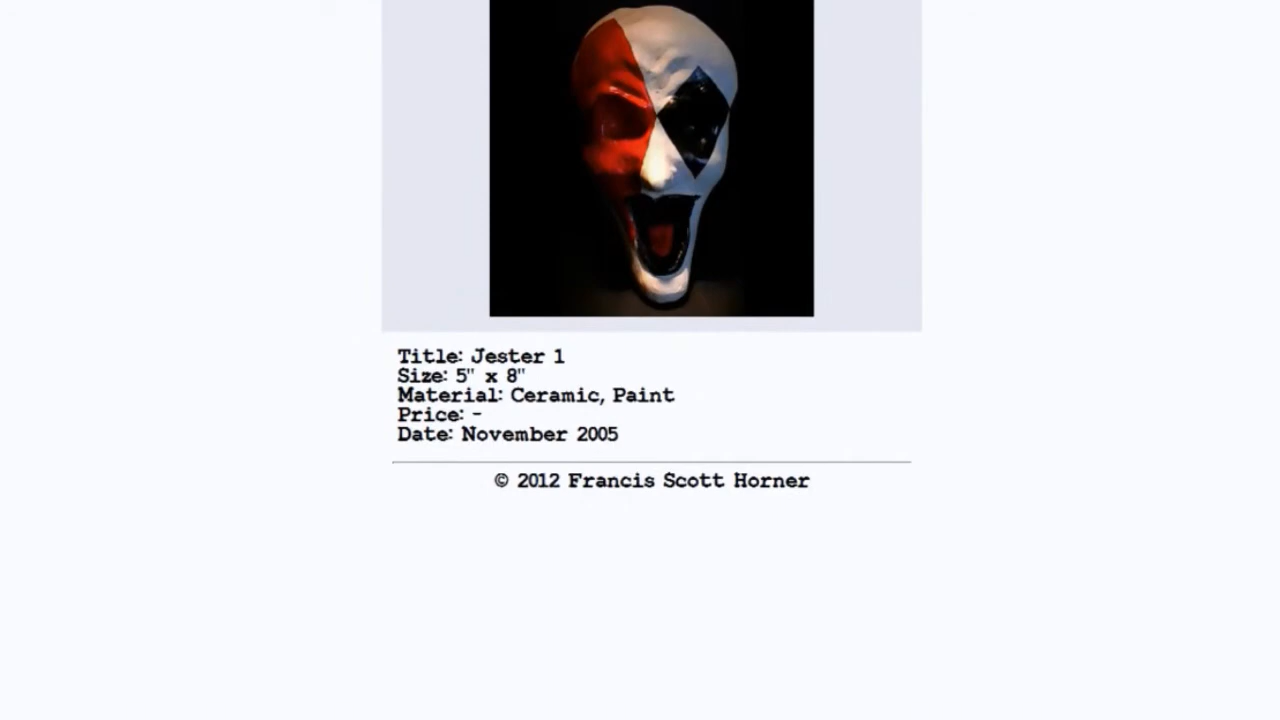 Title: Jester 1
Size: 5" x 8"
Material: Ceramic, Paint
Price: -
Date: November 2005
© 2012 Francis Scott Horner